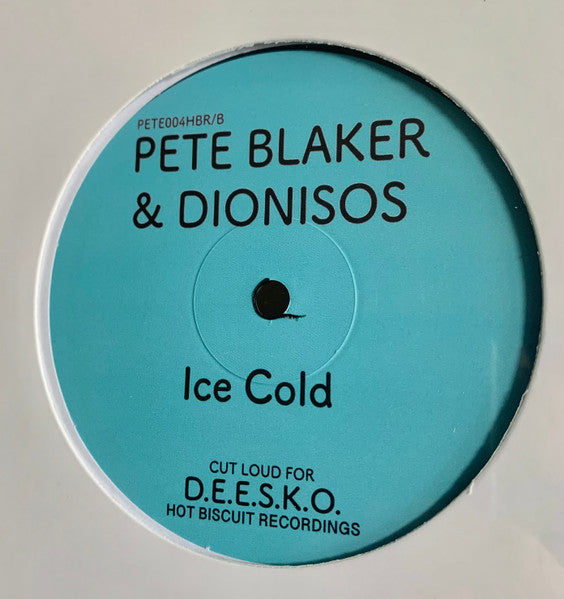 PETE004HBR/B
PETE BLAKER
& DIONISOS
Ice Cold
CUT LOUD FOR
D.E.E.S.K.O.
HOT BISCUIT RECORDINGS